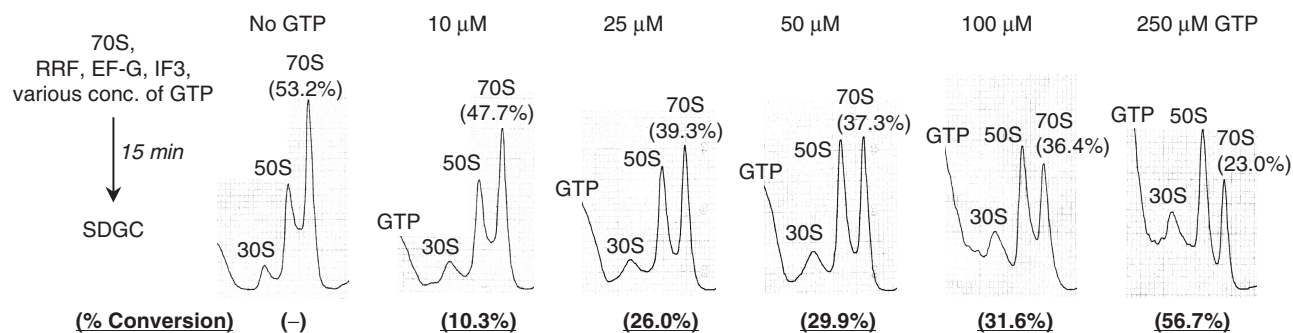 No GTP 10 μM 25 μM 50 μM 100 μM 250 μM GTP
70S,
RRF, EF-G, IF3,
various conc. of GTP
15 min
SDGC
70S
(53.2%)
50S
30S
70S
(47.7%)
50S
GTP
30S
70S
(39.3%)
50S
GTP
30S
70S
(37.3%)
50S
GTP
30S
GTP
50S
70S
(36.4%)
30S
GTP
50S
70S
(23.0%)
30S
(% Conversion) (–) (10.3%) (26.0%) (29.9%) (31.6%) (56.7%)